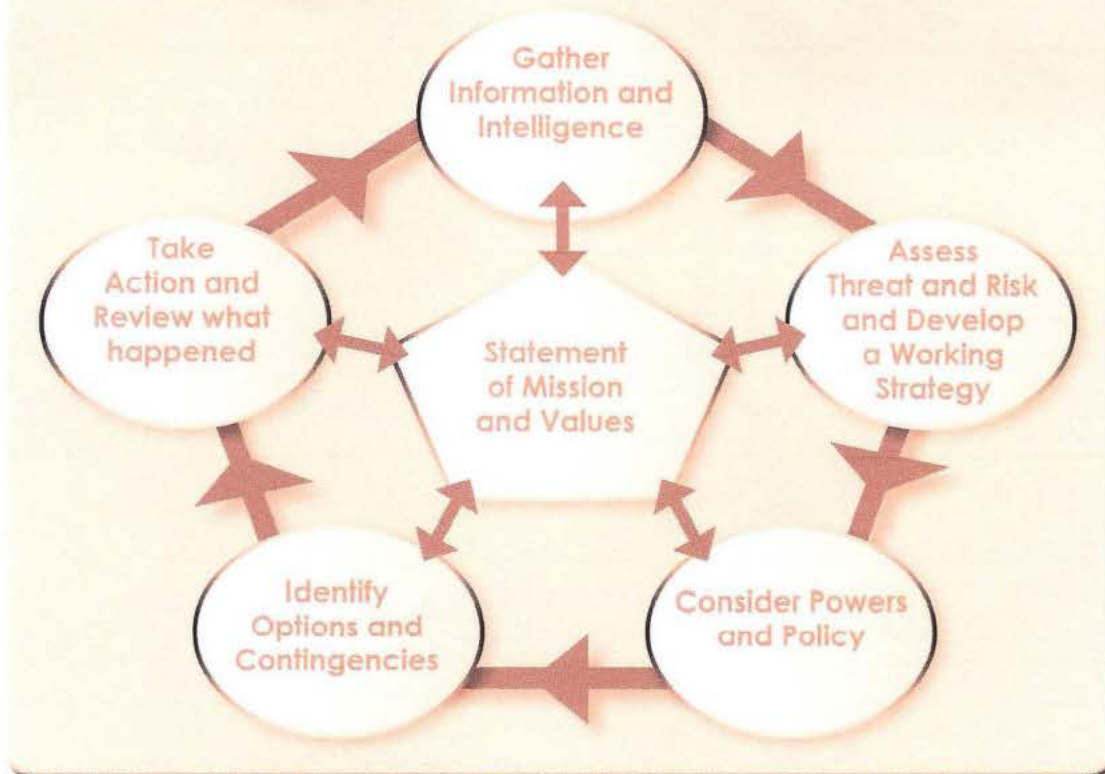 Gather
Information and
Intelligence
Assess
Threat and Risk
and Develop
a Working
Strategy
Consider Powers
and Policy
Identify
Options and
Contingencies
Take
Action and
Review what
happened
Statement
of Mission
and Values